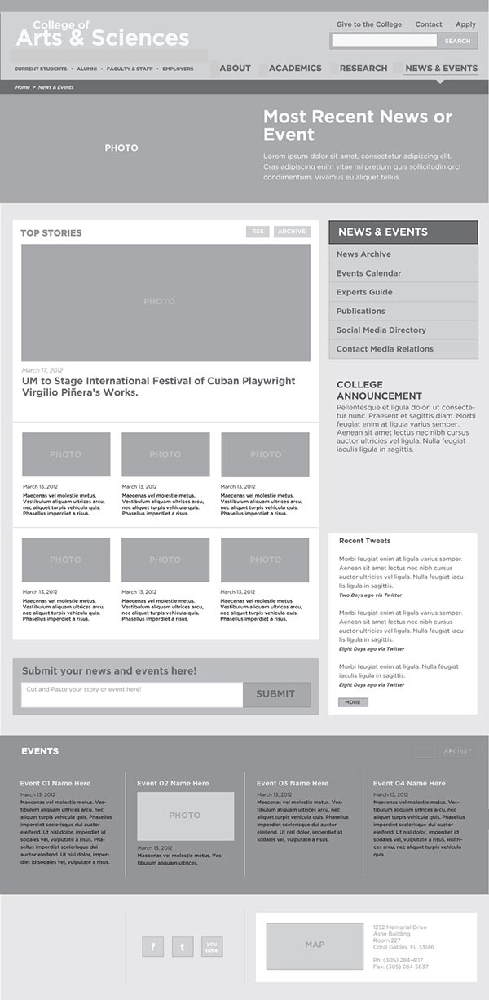 College of
Arts & Sciences
Give to the College Contact Apply
SEARCH
CURRENT STUDENTS • ALUMNI • FACULTY & STAFF • EMPLOYERS
ABOUT ACADEMICS RESEARCH NEWS & EVENTS
Home > News & Events
PHOTO
Most Recent News or
Event
Lorem ipsum dolor sit amet, consectetur adipiscing elit.
Cras adipiscing enim vitae mi pretium quis sollicitudin orci
condimentum. Vivamus eu aliquet tellus.
TOP STORIES
RSS ARCHIVE
PHOTO
March 17, 2012
UM to Stage International Festival of Cuban Playwright
Virgilio Piñera's Works.
PHOTO
March 13, 2012
Maecenas vel molestie metus.
Vestibulum aliquam ultrices arcu,
nec aliquet turpis vehicula quis.
Phasellus imperdiet a risus.
PHOTO
March 13, 2012
Maecenas vel molestie metus.
Vestibulum aliquam ultrices arcu,
nec aliquet turpis vehicula quis.
Phasellus imperdiet a risus.
PHOTO
March 13, 2012
Maecenas vel molestie metus.
Vestibulum aliquam ultrices arcu,
nec aliquet turpis vehicula quis.
Phasellus imperdiet a risus.
PHOTO
March 13, 2012
Maecenas vel molestie metus.
Vestibulum aliquam ultrices arcu,
nec aliquet turpis vehicula quis.
Phasellus imperdiet a risus.
PHOTO
March 13, 2012
Maecenas vel molestie metus.
Vestibulum aliquam ultrices arcu,
nec aliquet turpis vehicula quis.
Phasellus imperdiet a risus.
PHOTO
March 13, 2012
Maecenas vel molestie metus.
Vestibulum aliquam ultrices arcu,
nec aliquet turpis vehicula quis.
Phasellus imperdiet a risus.
Submit your news and events here!
Cut and Paste your story or event here!
SUBMIT
NEWS & EVENTS
News Archive
Events Calendar
Experts Guide
Publications
Social Media Directory
Contact Media Relations
COLLEGE
ANNOUNCEMENT
Pellentesque et ligula dolor, ut consecte-
tur nunc. Praesent et sagittis diam. Morbi
feugiat enim at ligula varius semper.
Aenean sit amet lectus nec nibh cursus
auctor ultricies vel ligula. Nulla feugiat
iaculis ligula in sagittis.
Recent Tweets
Morbi feugiat enim at ligula varius semper.
Aenean sit amet lectus nec nibh cursus
auctor ultricies vel ligula. Nulla feugiat iacu-
lis ligula in sagittis.
Two Days ago via Twitter
Morbi feugiat enim at ligula varius semper.
Aenean sit amet lectus nec nibh cursus
auctor ultricies vel ligula. Nulla feugiat iacu-
lis ligula in sagittis.
Eight Days ago via Twitter
Morbi feugiat enim at ligula. Nulla feugiat
iaculis ligula in sagittis.
Eight Days ago via Twitter
MORE
EVENTS
ARCHIVE
Event 01 Name Here
March 13, 2012
Maecenas vel molestie metus. Ves-
tibulum aliquam ultrices arcu, nec
aliquet turpis vehicula quis. Phasellus
imperdiet scelerisque dui auctor
eleifend. Ut nisl dolor, imperdiet id
sodales vel, vulputate a risus. Pha-
sellus imperdiet scelerisque dui
auctor eleifend. Ut nisl dolor, imper-
diet id sodales vel, vulputate a risus.
Event 02 Name Here
PHOTO
March 13, 2012
Maecenas vel molestie metus. Ves-
tibulum aliquam ultrices.
Event 03 Name Here
March 13, 2012
Maecenas vel molestie metus. Ves-
tibulum aliquam ultrices arcu, nec
aliquet turpis vehicula quis. Phasellus
imperdiet scelerisque dui auctor
eleifend. Ut nisl dolor, imperdiet id
sodales vel, vulputate a risus.
Event 04 Name Here
March 13, 2012
Maecenas vel molestie metus. Ves-
tibulum aliquam ultrices arcu, nec
aliquet turpis vehicula quis. Phasellus
imperdiet scelerisque dui auctor
eleifend. Ut nisl dolor, imperdiet id
sodales vel, vulputate a risus. Rultri-
ces arcu, nec aliquet turpis vehicula
quis.
f
t
you
tube
MAP
1252 Memorial Drive
Ashe Building
Room 227
Coral Gables, FL 33146
Ph: (305) 284-4117
Fax: (305) 284-5637